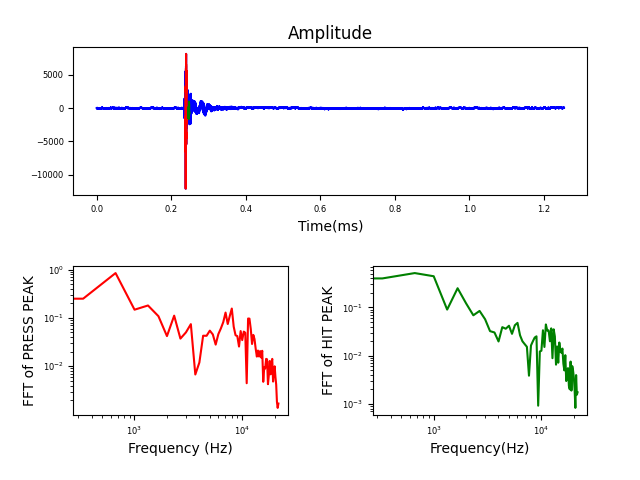 Amplitude
5000
0
−5000
−10000
0.0 0.2 0.4 0.6 0.8 1.0 1.2
Time(ms)
FFT of PRESS PEAK
10⁰
10⁻¹
10⁻²
10³ 10⁴
Frequency (Hz)
FFT of HIT PEAK
10⁻¹
10⁻²
10⁻³
10³ 10⁴
Frequency(Hz)